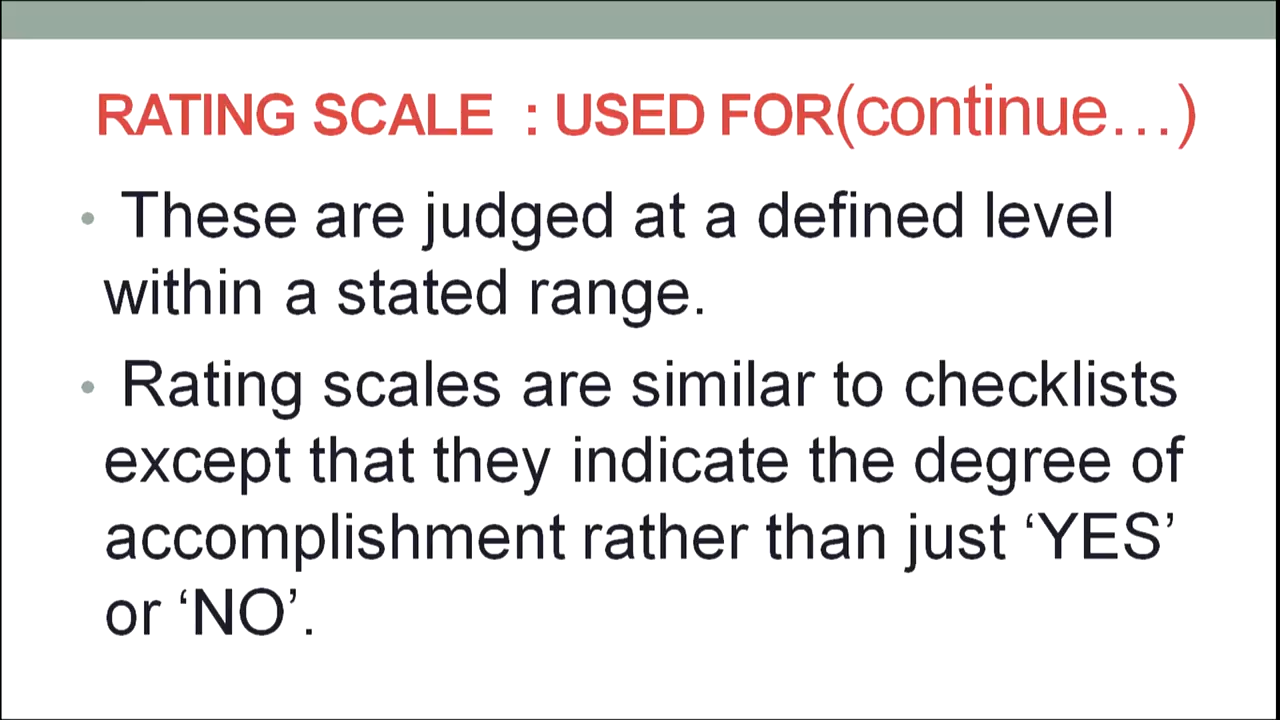 RATING SCALE : USED FOR(continue...)
• These are judged at a defined level
within a stated range.
• Rating scales are similar to checklists
except that they indicate the degree of
accomplishment rather than just ‘YES’
or ‘NO’.